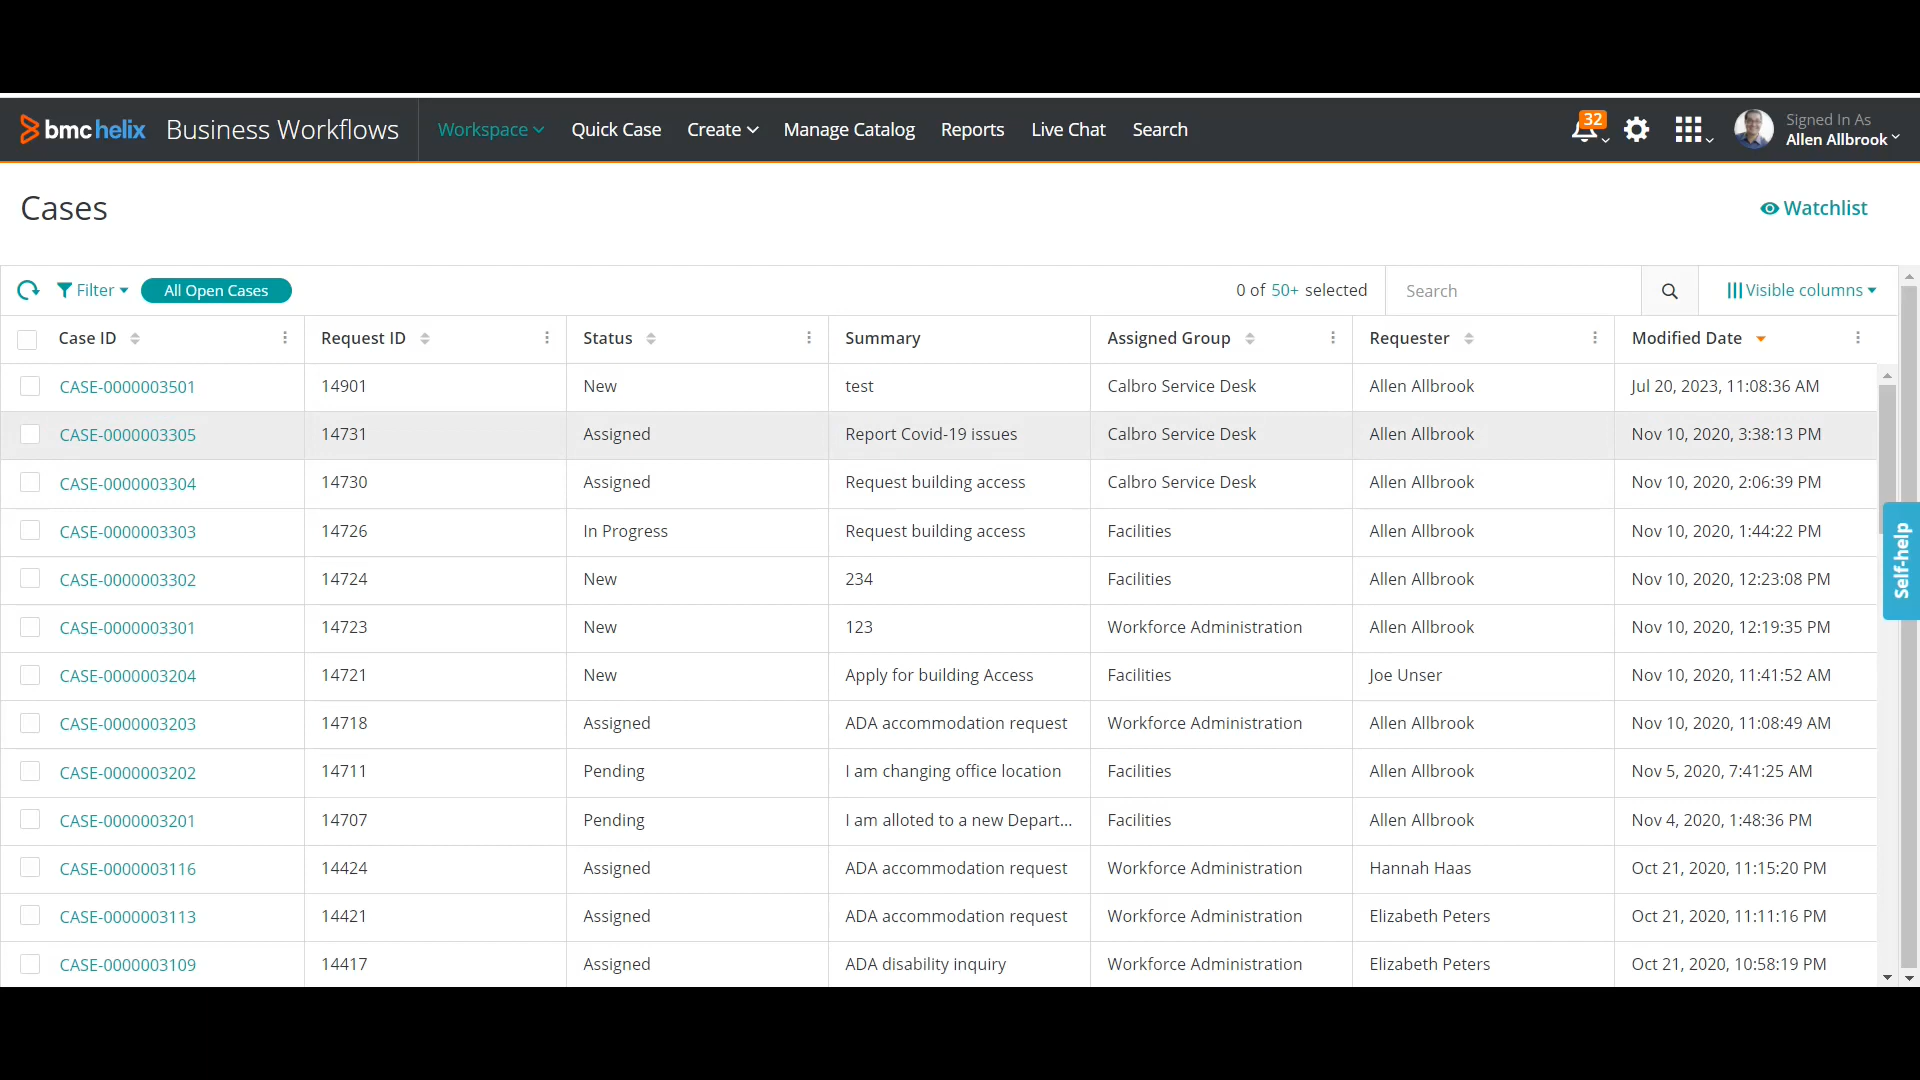 bmc helix Business Workflows Workspace Quick Case Create Manage Catalog Reports Live Chat Search 32 Signed In As
Allen Allbrook
Cases Watchlist
Filter All Open Cases 0 of 50+ selected Search Visible columns
Case ID Request ID Status Summary Assigned Group Requester Modified Date
CASE-0000003501 14901 New test Calbro Service Desk Allen Allbrook Jul 20, 2023, 11:08:36 AM
CASE-0000003305 14731 Assigned Report Covid-19 issues Calbro Service Desk Allen Allbrook Nov 10, 2020, 3:38:13 PM
CASE-0000003304 14730 Assigned Request building access Calbro Service Desk Allen Allbrook Nov 10, 2020, 2:06:39 PM
CASE-0000003303 14726 In Progress Request building access Facilities Allen Allbrook Nov 10, 2020, 1:44:22 PM
CASE-0000003302 14724 New 234 Facilities Allen Allbrook Nov 10, 2020, 12:23:08 PM
CASE-0000003301 14723 New 123 Workforce Administration Allen Allbrook Nov 10, 2020, 12:19:35 PM
CASE-0000003204 14721 New Apply for building Access Facilities Joe Unser Nov 10, 2020, 11:41:52 AM
CASE-0000003203 14718 Assigned ADA accommodation request Workforce Administration Allen Allbrook Nov 10, 2020, 11:08:49 AM
CASE-0000003202 14711 Pending I am changing office location Facilities Allen Allbrook Nov 5, 2020, 7:41:25 AM
CASE-0000003201 14707 Pending I am alloted to a new Depart... Facilities Allen Allbrook Nov 4, 2020, 1:48:36 PM
CASE-0000003116 14424 Assigned ADA accommodation request Workforce Administration Hannah Haas Oct 21, 2020, 11:15:20 PM
CASE-0000003113 14421 Assigned ADA accommodation request Workforce Administration Elizabeth Peters Oct 21, 2020, 11:11:16 PM
CASE-0000003109 14417 Assigned ADA disability inquiry Workforce Administration Elizabeth Peters Oct 21, 2020, 10:58:19 PM
Self-help